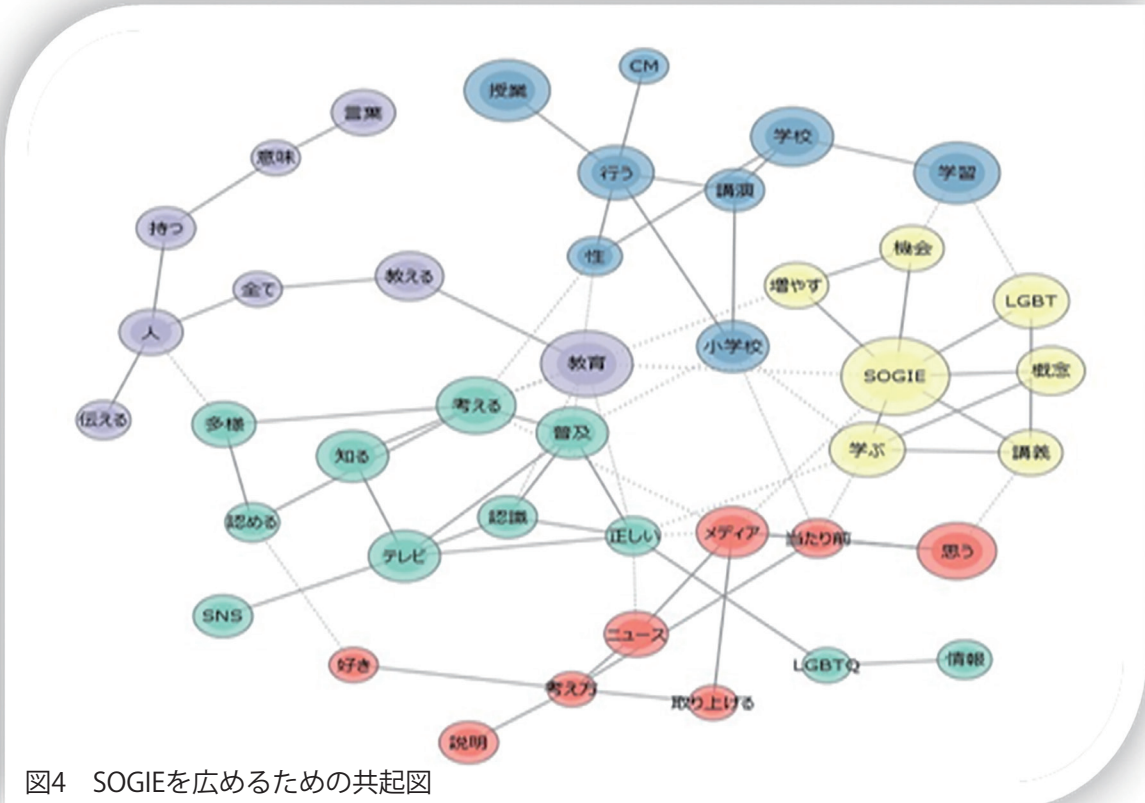 CM
授業
言葉
学校
意味
行う
学習
講演
持つ
機会
性
教える
増やす
全て
LGBT
人
小学校
教育
SOGIE
概念
考える
伝える
多様
普及
学ぶ
講義
知る
認識
認める
メディア
正しい
当たり前
思う
テレビ
SNS
ニュース
LGBTQ
情報
好き
考え方
取り上げる
説明
図4 SOGIEを広めるための共起図